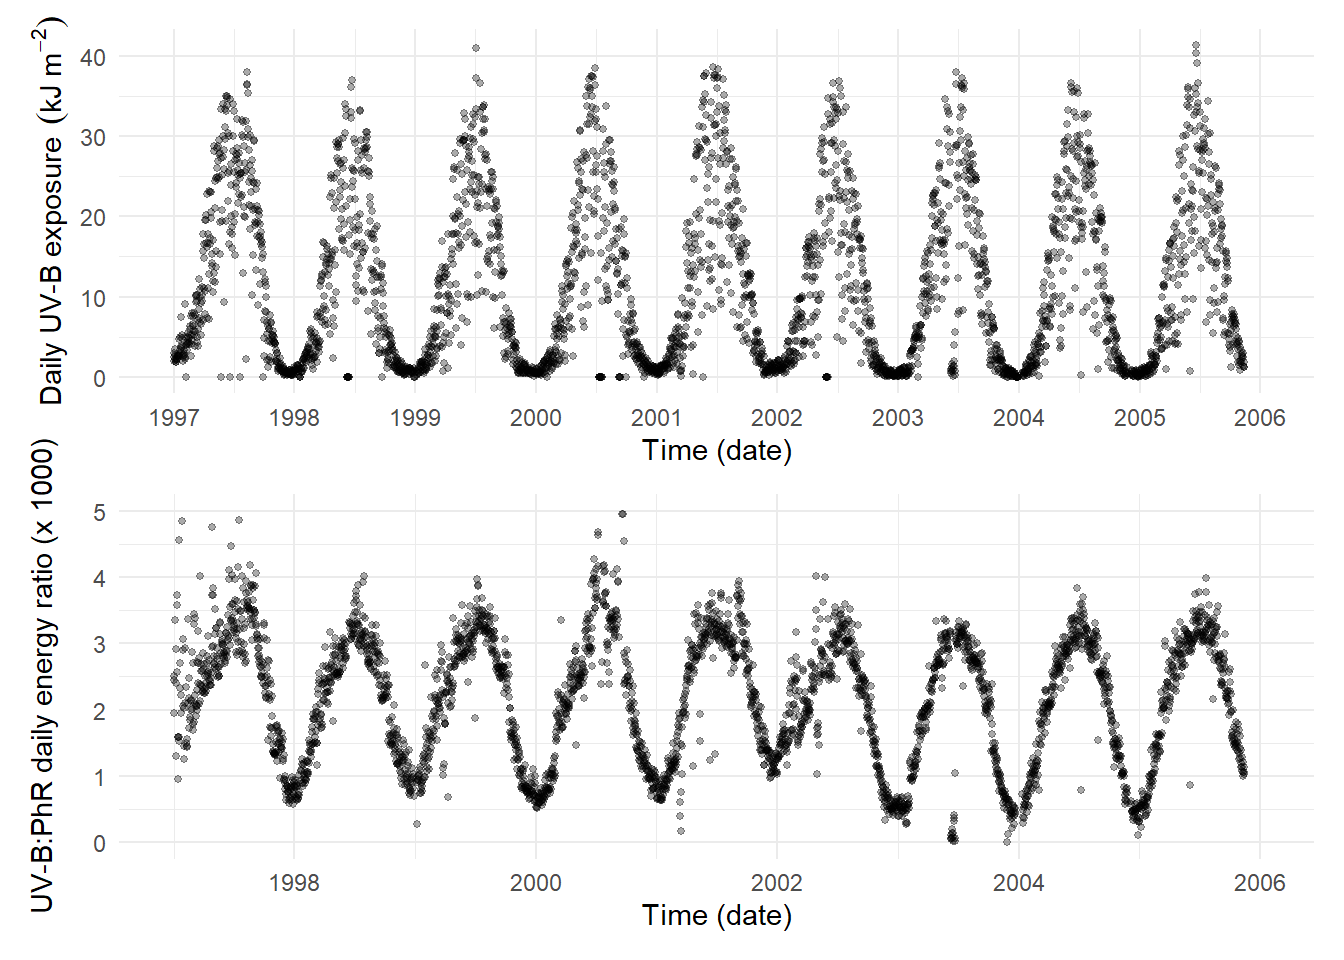 Daily UV-B exposure (kJ m⁻²)
40
30
20
10
0
1997 1998 1999 2000 2001 2002 2003 2004 2005 2006
Time (date)
UV-B:PhR daily energy ratio (x 1000)
5
4
3
2
1
0
1998 2000 2002 2004 2006
Time (date)